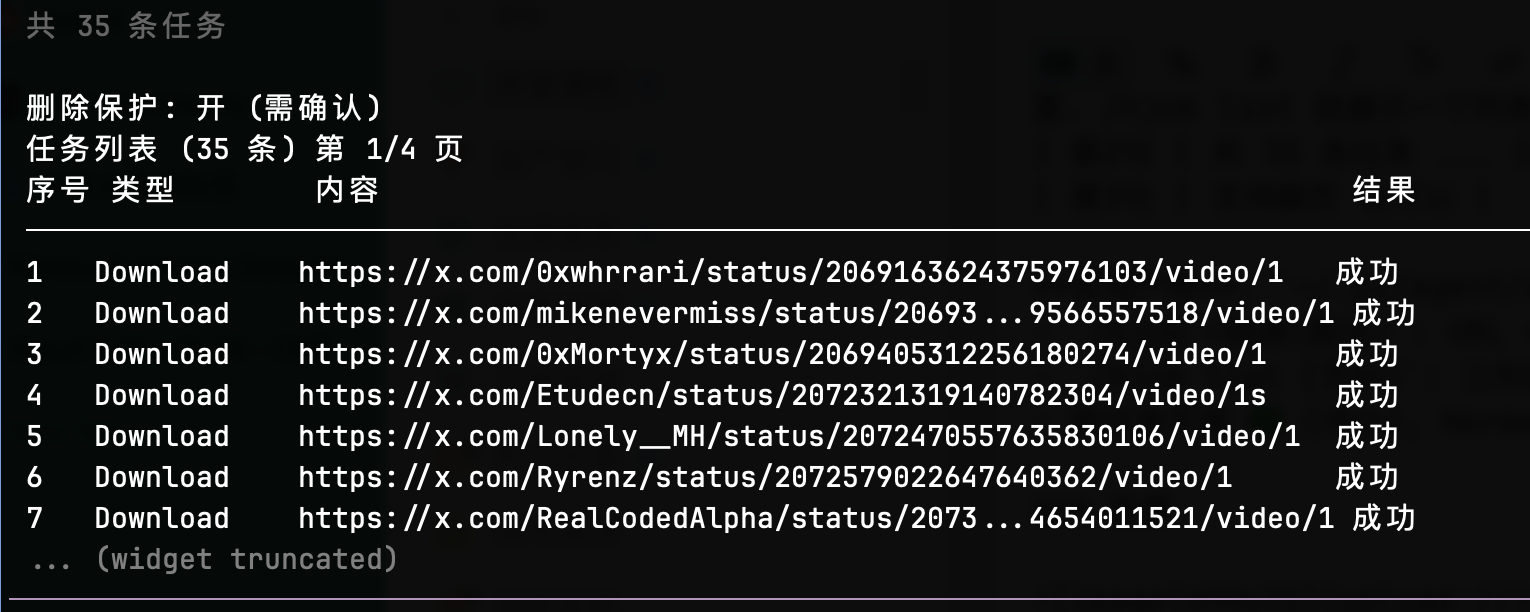 共 35 条任务
删除保护: 开 (需确认)
任务列表 (35 条) 第 1/4 页
序号 类型 内容 结果
1 Download https://x.com/0xwhrrari/status/2069163624375976103/video/1 成功
2 Download https://x.com/mikenevermiss/status/20693...9566557518/video/1 成功
3 Download https://x.com/0xMortyx/status/2069405312256180274/video/1 成功
4 Download https://x.com/Etudecn/status/2072321319140782304/video/1s 成功
5 Download https://x.com/Lonely__MH/status/2072470557635830106/video/1 成功
6 Download https://x.com/Ryrenz/status/2072579022647640362/video/1 成功
7 Download https://x.com/RealCodedAlpha/status/2073...4654011521/video/1 成功
... (widget truncated)